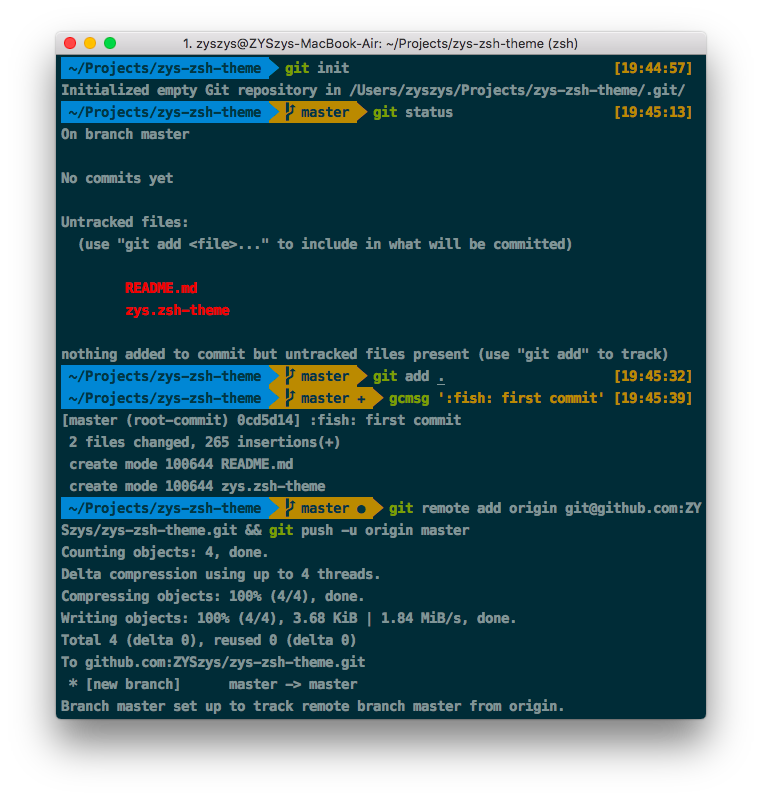 1. zyszys@ZYSzys-MacBook-Air: ~/Projects/zys-zsh-theme (zsh)
~/Projects/zys-zsh-theme git init [19:44:57]
Initialized empty Git repository in /Users/zyszys/Projects/zys-zsh-theme/.git/
~/Projects/zys-zsh-theme master git status [19:45:13]
On branch master
No commits yet
Untracked files:
(use "git add <file>..." to include in what will be committed)
README.md
zys.zsh-theme
nothing added to commit but untracked files present (use "git add" to track)
~/Projects/zys-zsh-theme master git add . [19:45:32]
~/Projects/zys-zsh-theme master + gcmsg ':fish: first commit' [19:45:39]
[master (root-commit) 0cd5d14] :fish: first commit
2 files changed, 265 insertions(+)
create mode 100644 README.md
create mode 100644 zys.zsh-theme
~/Projects/zys-zsh-theme master ● git remote add origin git@github.com:ZY
Szys/zys-zsh-theme.git && git push -u origin master
Counting objects: 4, done.
Delta compression using up to 4 threads.
Compressing objects: 100% (4/4), done.
Writing objects: 100% (4/4), 3.68 KiB | 1.84 MiB/s, done.
Total 4 (delta 0), reused 0 (delta 0)
To github.com:ZYSzys/zys-zsh-theme.git
* [new branch] master -> master
Branch master set up to track remote branch master from origin.